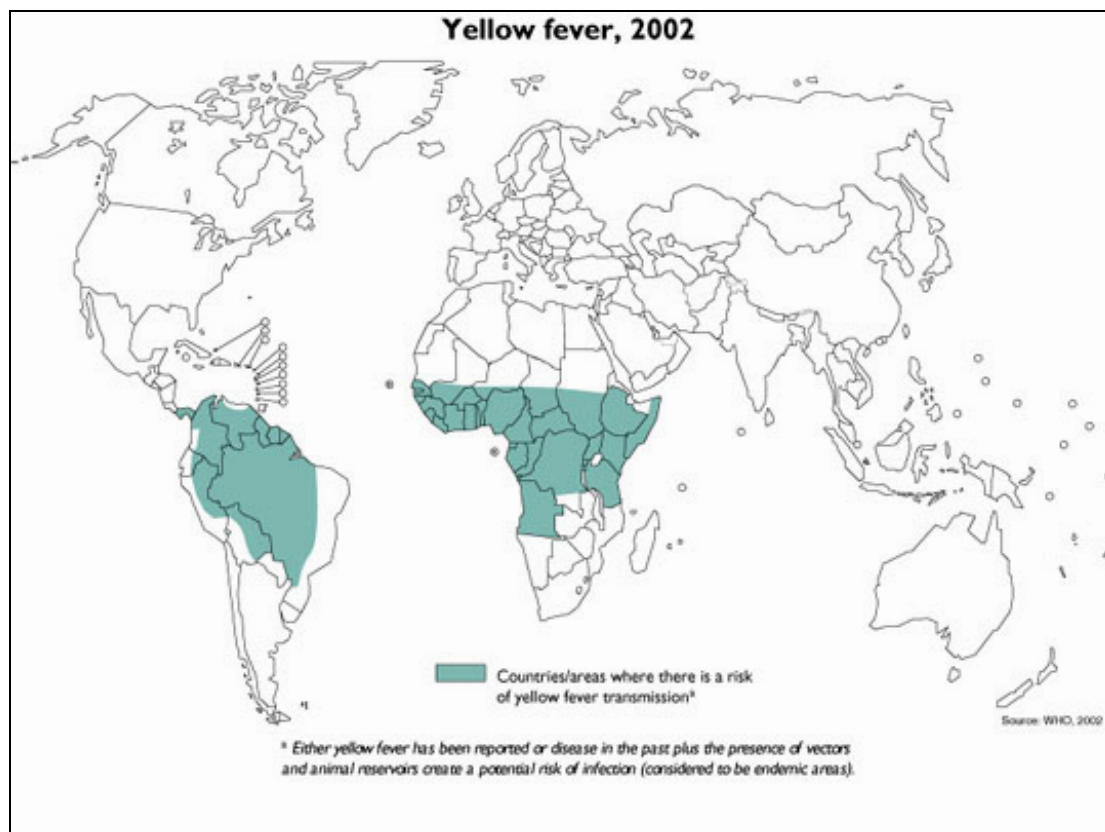 Yellow fever, 2002
Countries/areas where there is a risk
of yellow fever transmission*
Source: WHO, 2002
* Either yellow fever has been reported or disease in the past plus the presence of vectors
and animal reservoirs create a potential risk of infection (considered to be endemic areas).